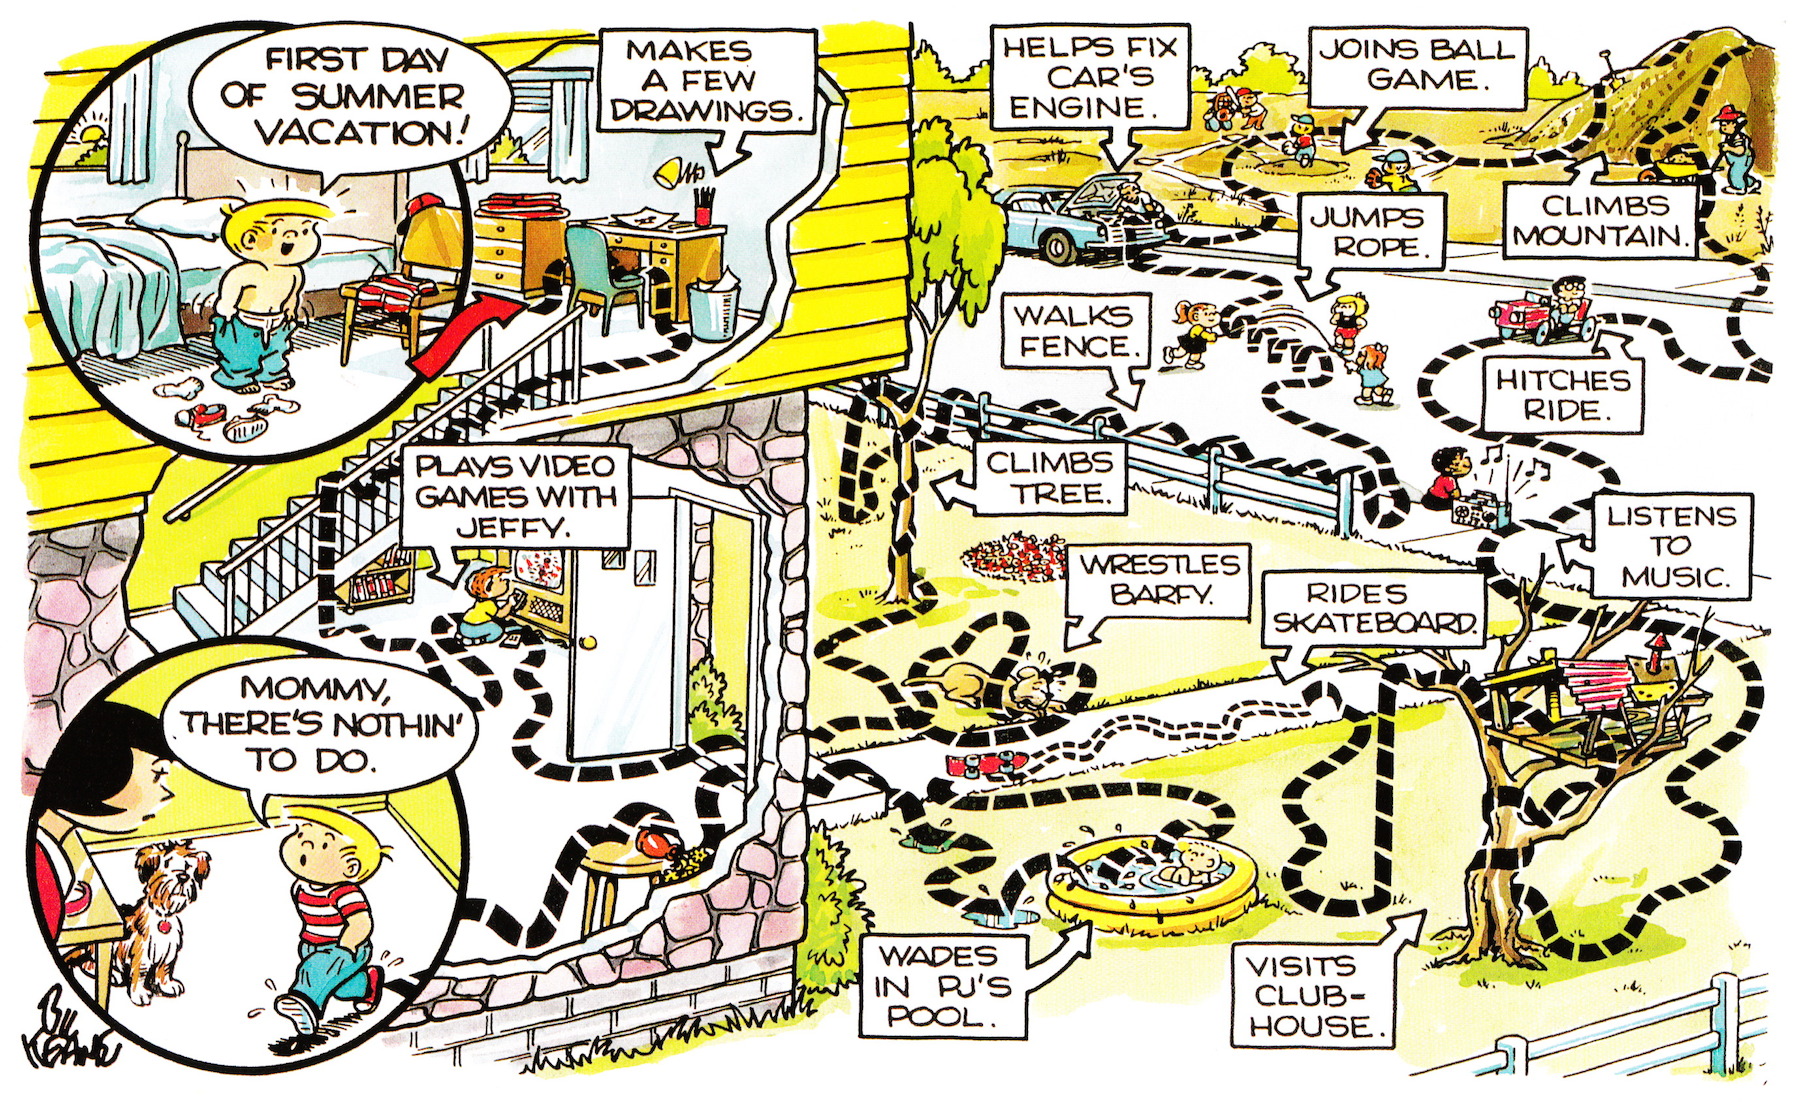 FIRST DAY
OF SUMMER
VACATION!
MAKES
A FEW
DRAWINGS.
PLAYS VIDEO
GAMES WITH
JEFFY.
CLIMBS
TREE.
WRESTLES
BARFY.
WALKS
FENCE.
JUMPS
ROPE.
HELPS FIX
CAR'S
ENGINE.
JOINS BALL
GAME.
CLIMBS
MOUNTAIN.
HITCHES
RIDE.
LISTENS
TO
MUSIC.
VISITS
CLUB-
HOUSE.
RIDES
SKATEBOARD.
WADES
IN PJ'S
POOL.
MOMMY,
THERE'S NOTHIN'
TO DO.
BIL
KEANE